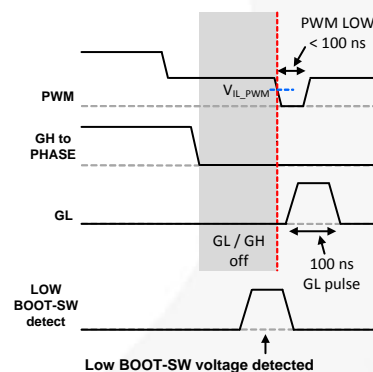 PWM LOW
< 100 ns
V_IL_PWM
PWM
GH to
PHASE
GL
GL / GH
off
100 ns
GL pulse
LOW
BOOT-SW
detect
Low BOOT-SW voltage detected